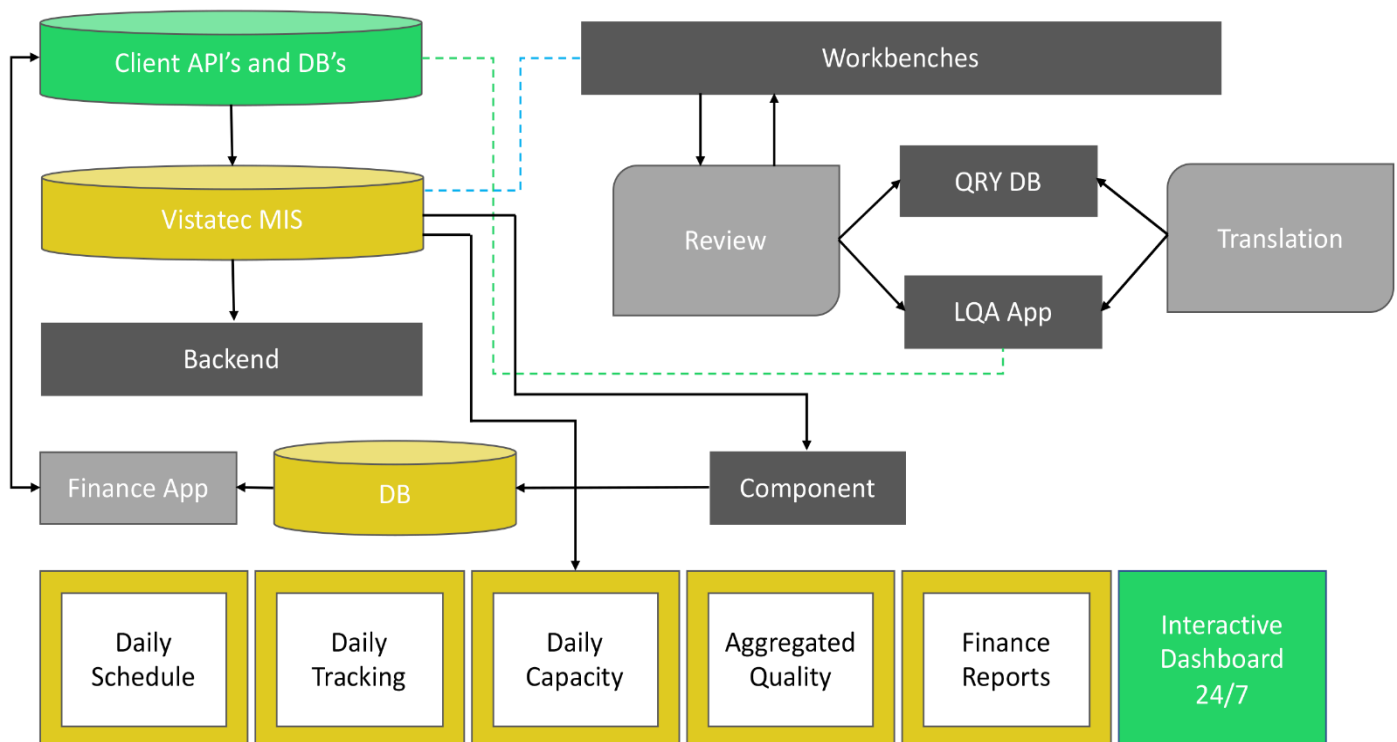 Client API's and DB's
Workbenches
Vistatec MIS
Review
QRY DB
LQA App
Translation
Backend
Finance App
DB
Component
Daily
Schedule
Daily
Tracking
Daily
Capacity
Aggregated
Quality
Finance
Reports
Interactive
Dashboard
24/7